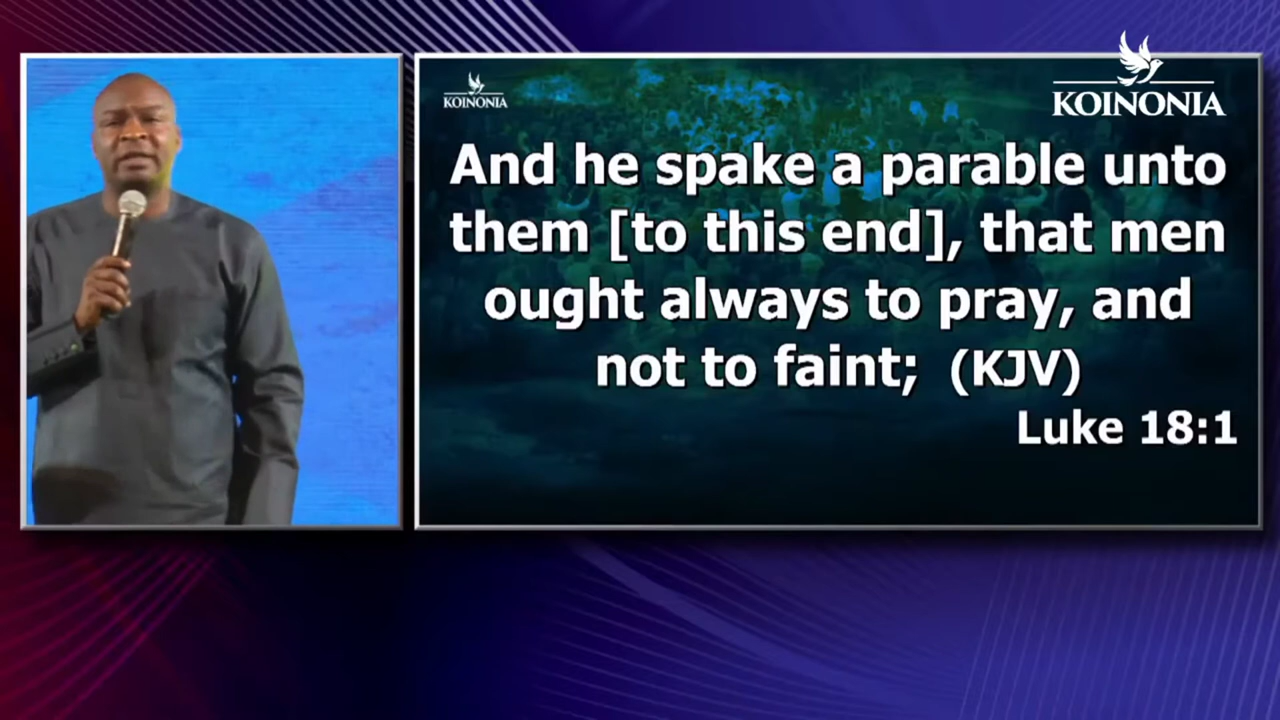 KOINONIA
KOINONIA
And he spake a parable unto
them [to this end], that men
ought always to pray, and
not to faint; (KJV)
Luke 18:1